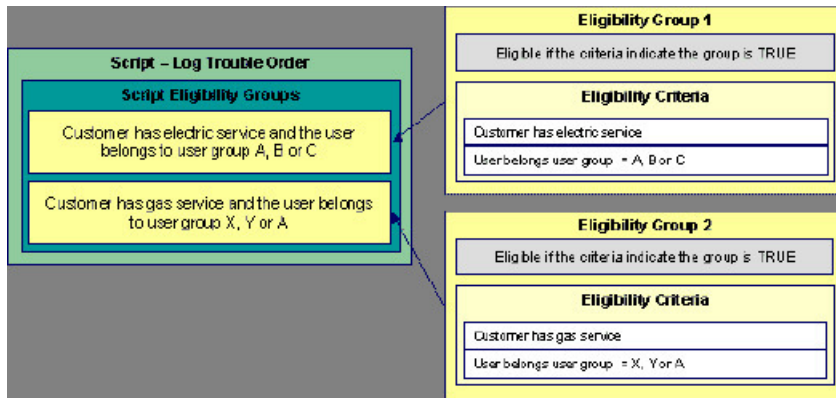 Script – Log Trouble Order
Script Eligibility Groups
Customer has electric service and the user
belongs to user group A, B or C
Customer has gas service and the user belongs
to user group X, Y or A
Eligibility Group 1
Eligible if the criteria indicate the group is TRUE
Eligibility Criteria
Customer has electric service
User belongs user group = A, B or C
Eligibility Group 2
Eligible if the criteria indicate the group is TRUE
Eligibility Criteria
Customer has gas service
User belongs user group = X, Y or A